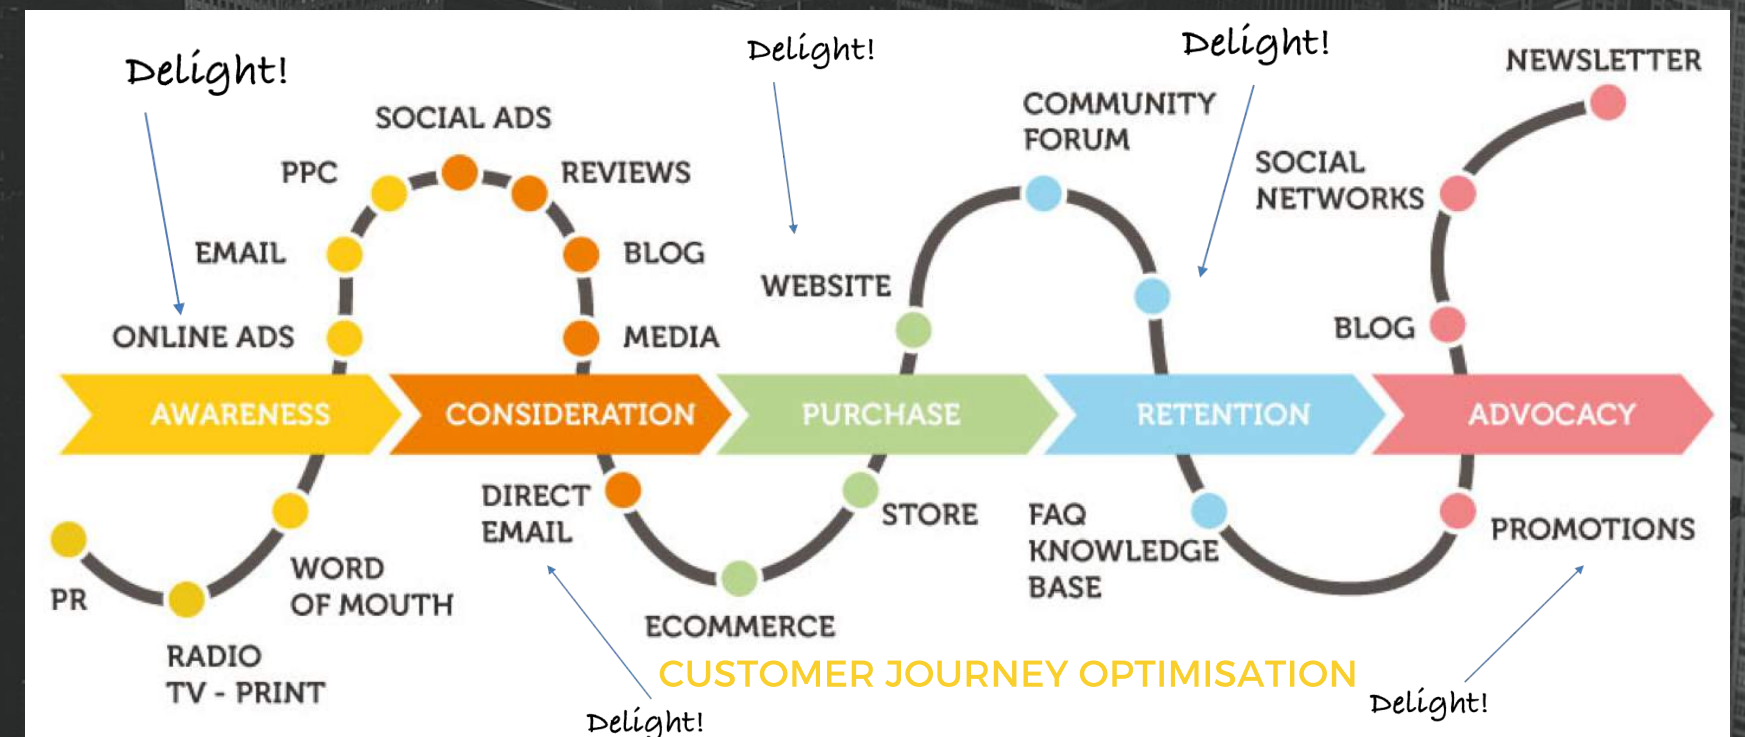 Delight!
Delight!
Delight!
NEWSLETTER
SOCIAL ADS
COMMUNITY
FORUM
PPC
REVIEWS
SOCIAL
NETWORKS
EMAIL
BLOG
WEBSITE
ONLINE ADS
MEDIA
BLOG
AWARENESS
CONSIDERATION
PURCHASE
RETENTION
ADVOCACY
DIRECT
EMAIL
STORE
FAQ
KNOWLEDGE
BASE
PROMOTIONS
PR
WORD
OF MOUTH
ECOMMERCE
RADIO
TV - PRINT
CUSTOMER JOURNEY OPTIMISATION
Delight!
Delight!